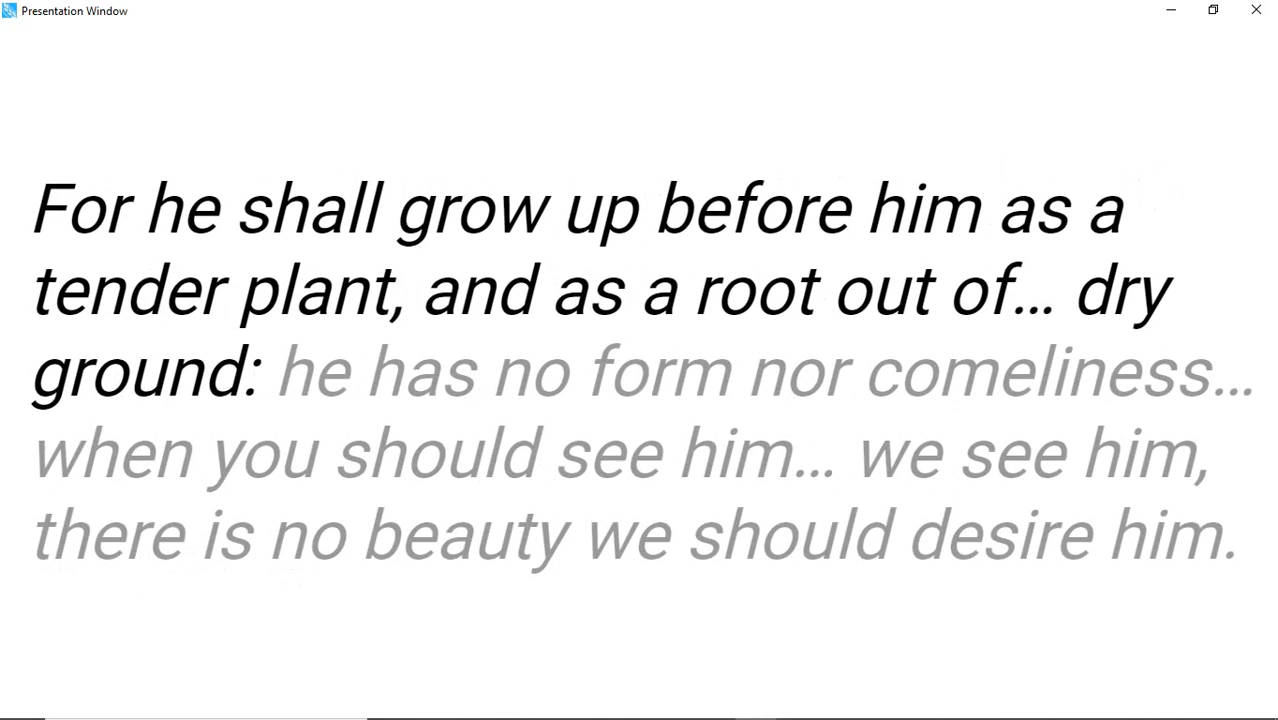 Presentation Window
For he shall grow up before him as a
tender plant, and as a root out of... dry
ground: he has no form nor comeliness...
when you should see him... we see him,
there is no beauty we should desire him.